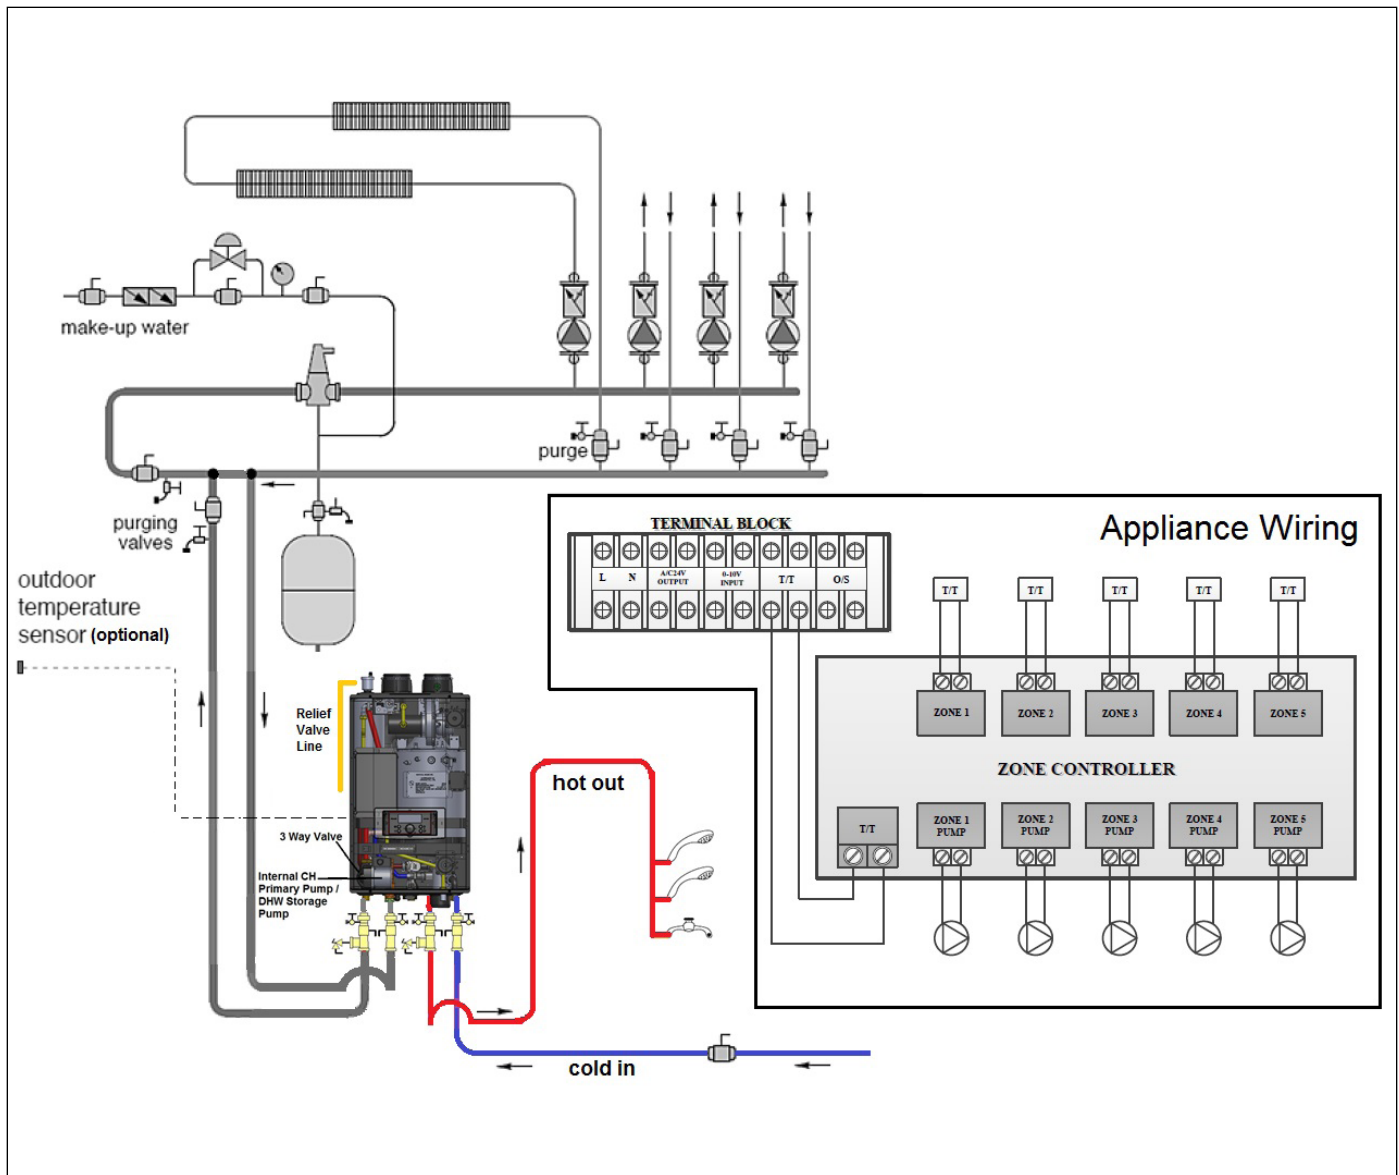 make-up water
purge
purging
valves
outdoor
temperature
sensor (optional)
Relief
Valve
Line
3 Way Valve
Internal CH
Primary Pump /
DHW Storage
Pump
hot out
cold in
Appliance Wiring
TERMINAL BLOCK
L N A/C24V OUTPUT 0-10V INPUT T/T O/S
T/T T/T T/T T/T T/T
ZONE 1 ZONE 2 ZONE 3 ZONE 4 ZONE 5
ZONE CONTROLLER
T/T
ZONE 1 PUMP
ZONE 2 PUMP
ZONE 3 PUMP
ZONE 4 PUMP
ZONE 5 PUMP